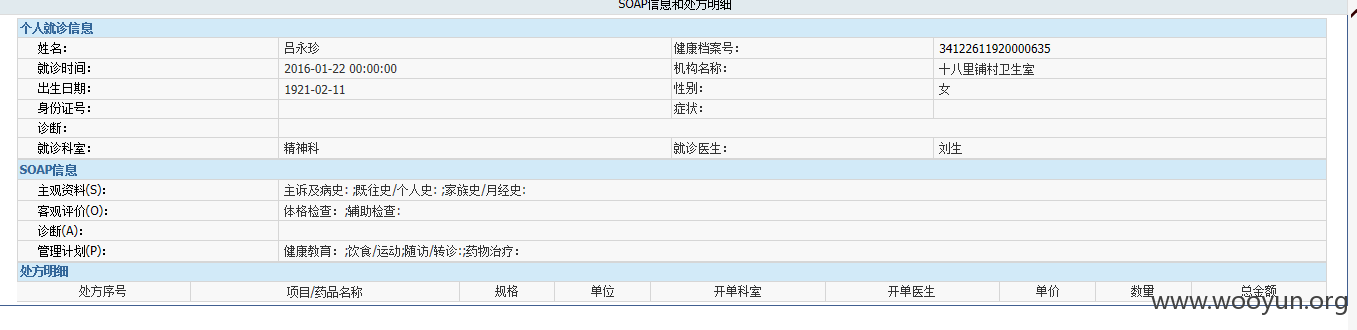 SOAP信息和处方明细
个人就诊信息
姓名: 吕永珍 健康档案号: 34122611920000635
就诊时间: 2016-01-22 00:00:00 机构名称: 十八里铺村卫生室
出生日期: 1921-02-11 性别: 女
身份证号: 症状:
诊断:
就诊科室: 精神科 就诊医生: 刘生
SOAP信息
主观资料(S): 主诉及病史: ;既往史/个人史: ;家族史/月经史:
客观评价(O): 体格检查: ;辅助检查:
诊断(A):
管理计划(P): 健康教育: ;饮食/运动;随访/转诊:;药物治疗:
处方明细
处方序号 项目/药品名称 规格 单位 开单科室 开单医生 单价 数量 总金额
www.wooyun.org